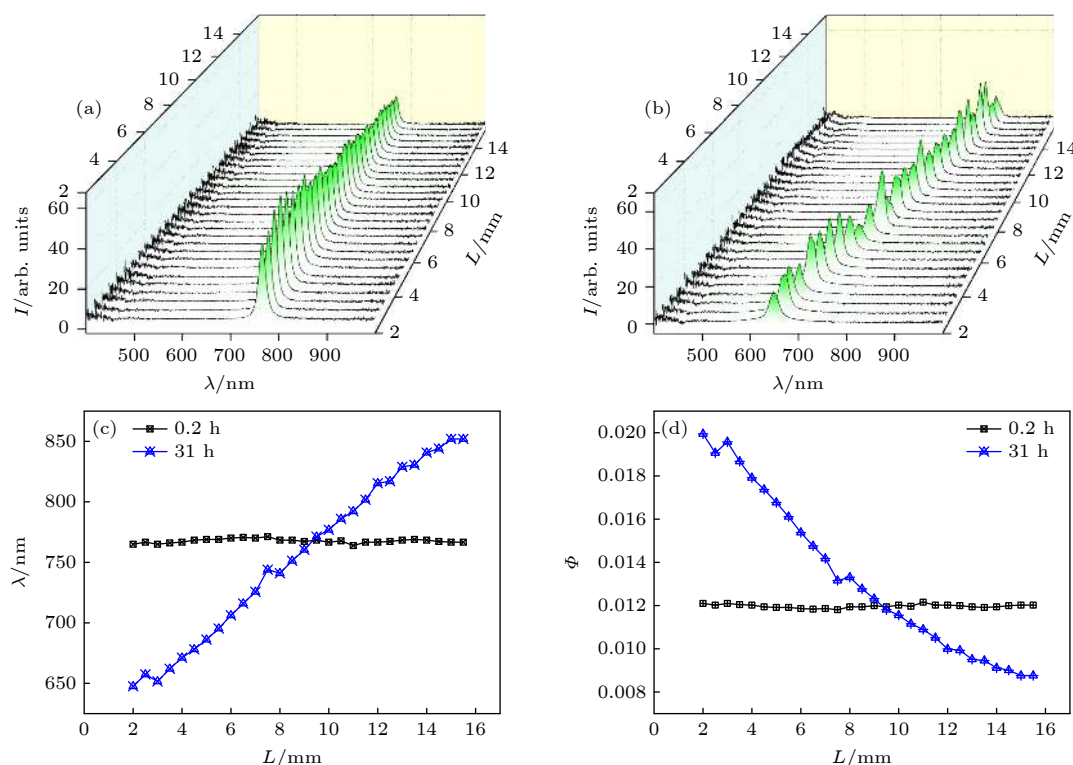 (a)
14
12
10
8
6
4
2
60
40
20
0
I/arb. units
500 600 700 800 900
λ/nm
2
4
6
8
10
12
14
L/mm
(b)
14
12
10
8
6
4
2
60
40
20
0
I/arb. units
500 600 700 800 900
λ/nm
2
4
6
8
10
12
14
L/mm
(c)
0.2 h
31 h
850
800
750
700
650
λ/nm
0 2 4 6 8 10 12 14 16
L/mm
(d)
0.2 h
31 h
0.020
0.018
0.016
0.014
0.012
0.010
0.008
Φ
0 2 4 6 8 10 12 14 16
L/mm